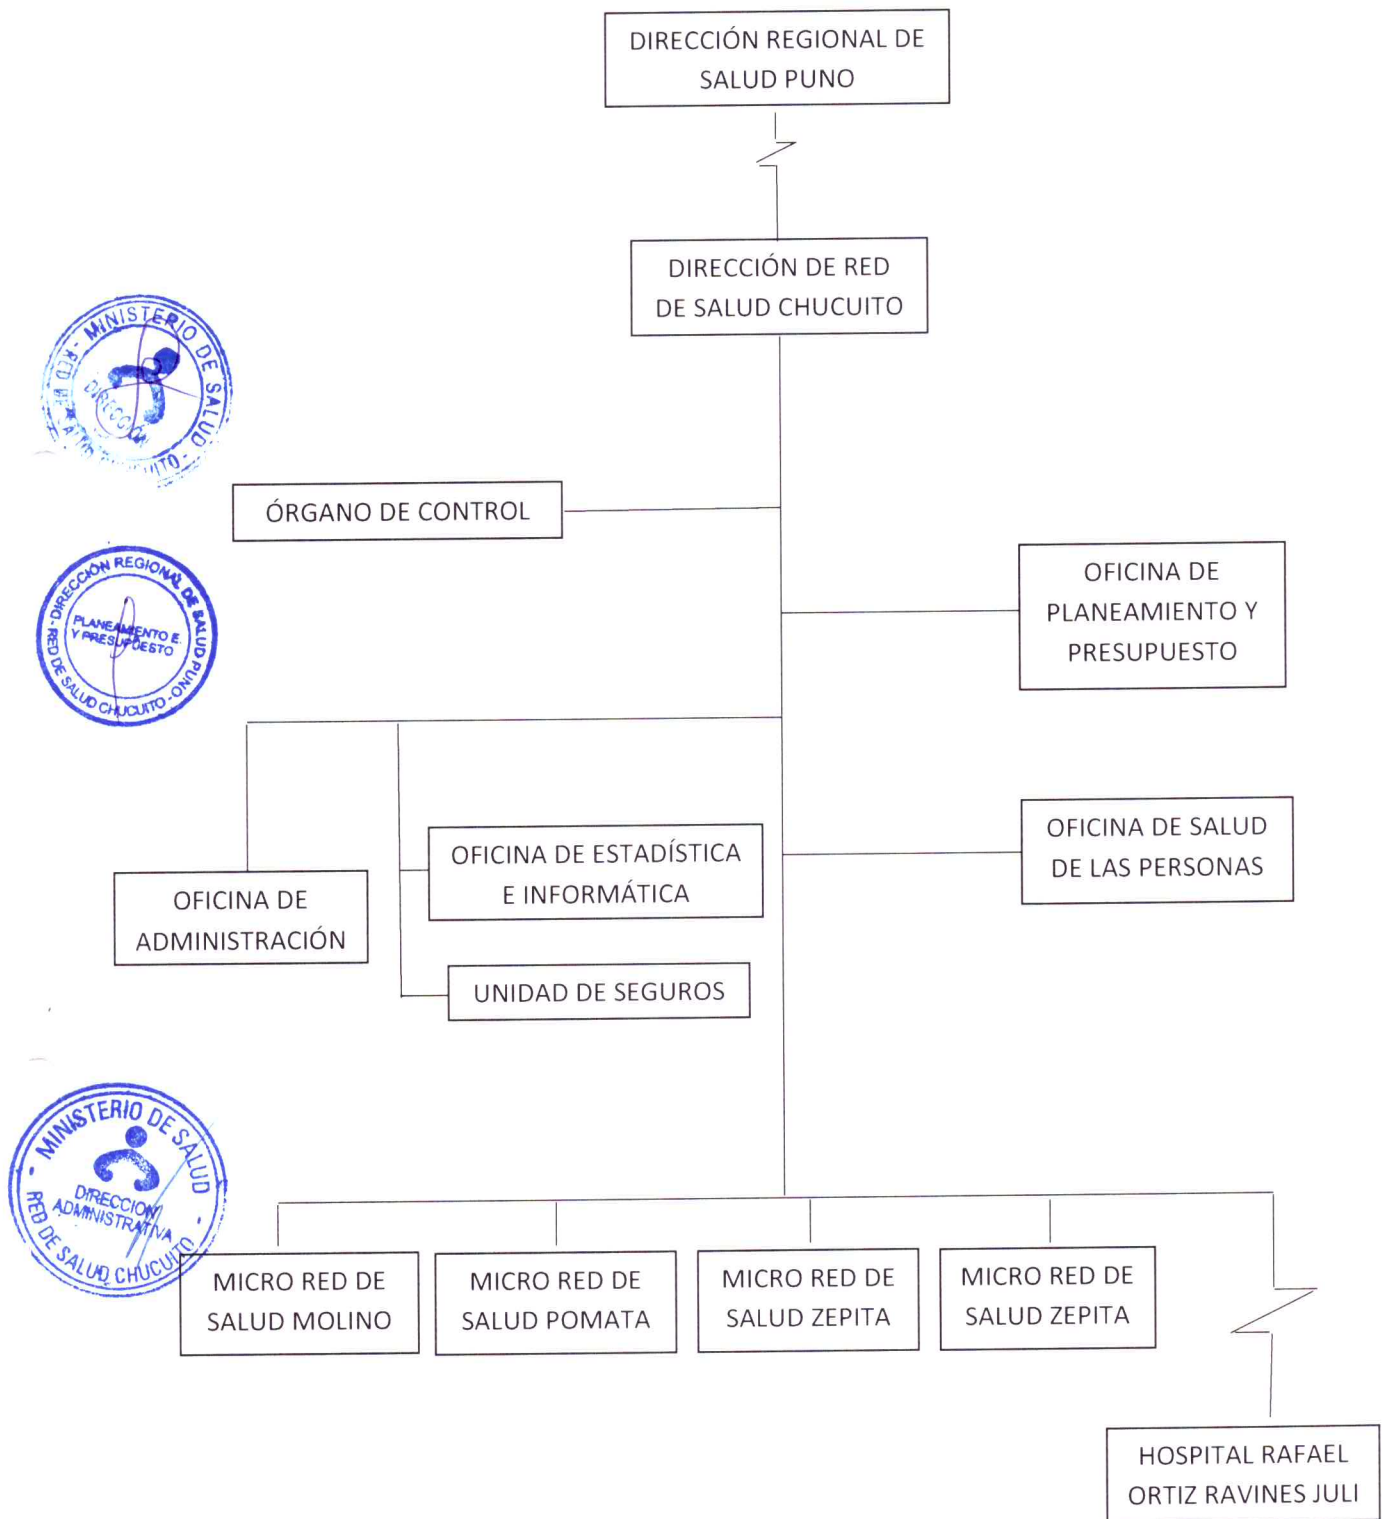 DIRECCIÓN REGIONAL DE
SALUD PUNO
DIRECCIÓN DE RED
DE SALUD CHUCUITO
MINISTERIO DE SALUD
DIRECCIÓN
ÓRGANO DE CONTROL
DIRECCIÓN REGIONAL DE SALUD PUNO
PLANEAMIENTO E.
Y PRESUPUESTO
RED DE SALUD CHUCUITO
OFICINA DE
PLANEAMIENTO Y
PRESUPUESTO
OFICINA DE SALUD
DE LAS PERSONAS
OFICINA DE ESTADÍSTICA
E INFORMÁTICA
OFICINA DE
ADMINISTRACIÓN
UNIDAD DE SEGUROS
MINISTERIO DE SALUD
DIRECCION
ADMINISTRATIVA
RED DE SALUD CHUCUITO
MICRO RED DE
SALUD MOLINO
MICRO RED DE
SALUD POMATA
MICRO RED DE
SALUD ZEPITA
MICRO RED DE
SALUD ZEPITA
HOSPITAL RAFAEL
ORTIZ RAVINES JULI